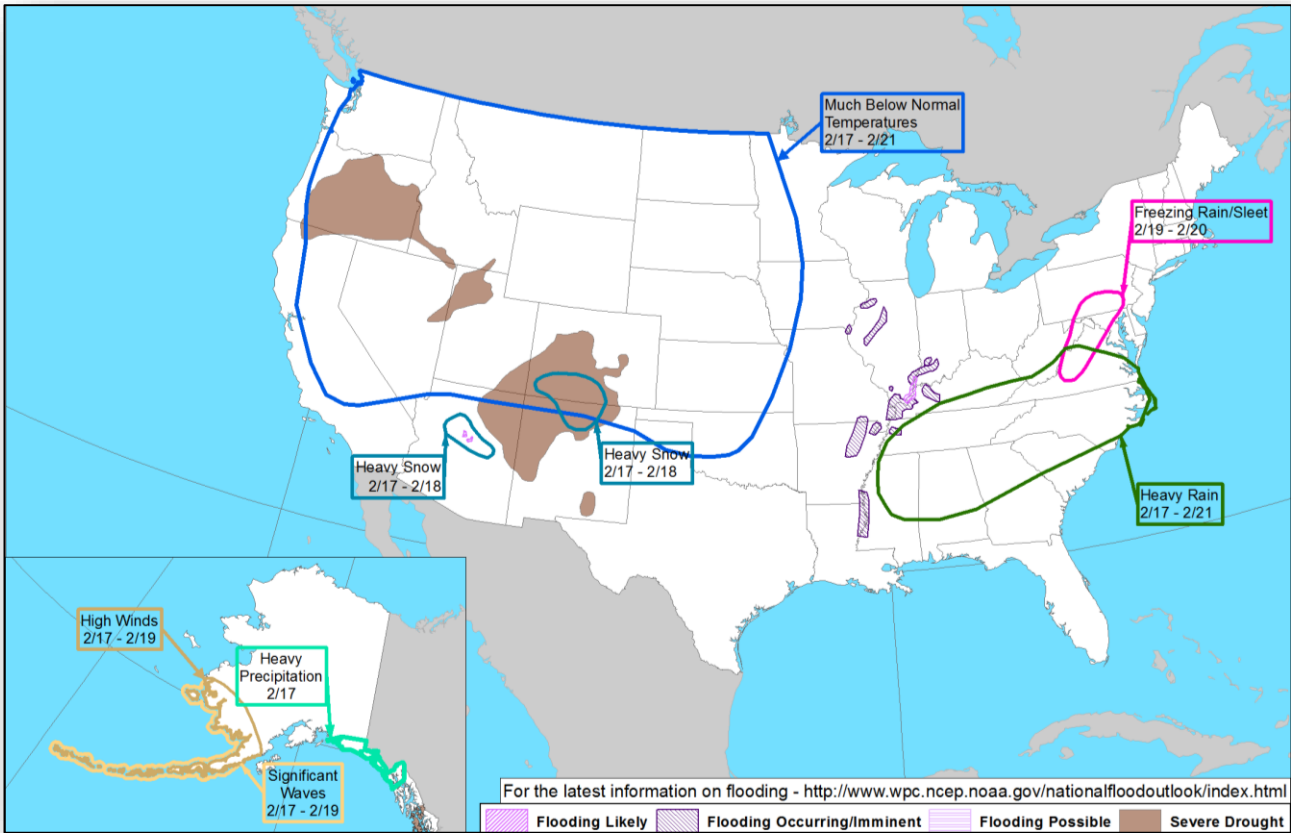 Much Below Normal
Temperatures
2/17 - 2/21
Freezing Rain/Sleet
2/19 - 2/20
Heavy Snow
2/17 - 2/18
Heavy Snow
2/17 - 2/18
Heavy Rain
2/17 - 2/21
High Winds
2/17 - 2/19
Heavy
Precipitation
2/17
Significant
Waves
2/17 - 2/19
For the latest information on flooding - http://www.wpc.ncep.noaa.gov/nationalfloodoutlook/index.html
Flooding Likely Flooding Occurring/Imminent Flooding Possible Severe Drought